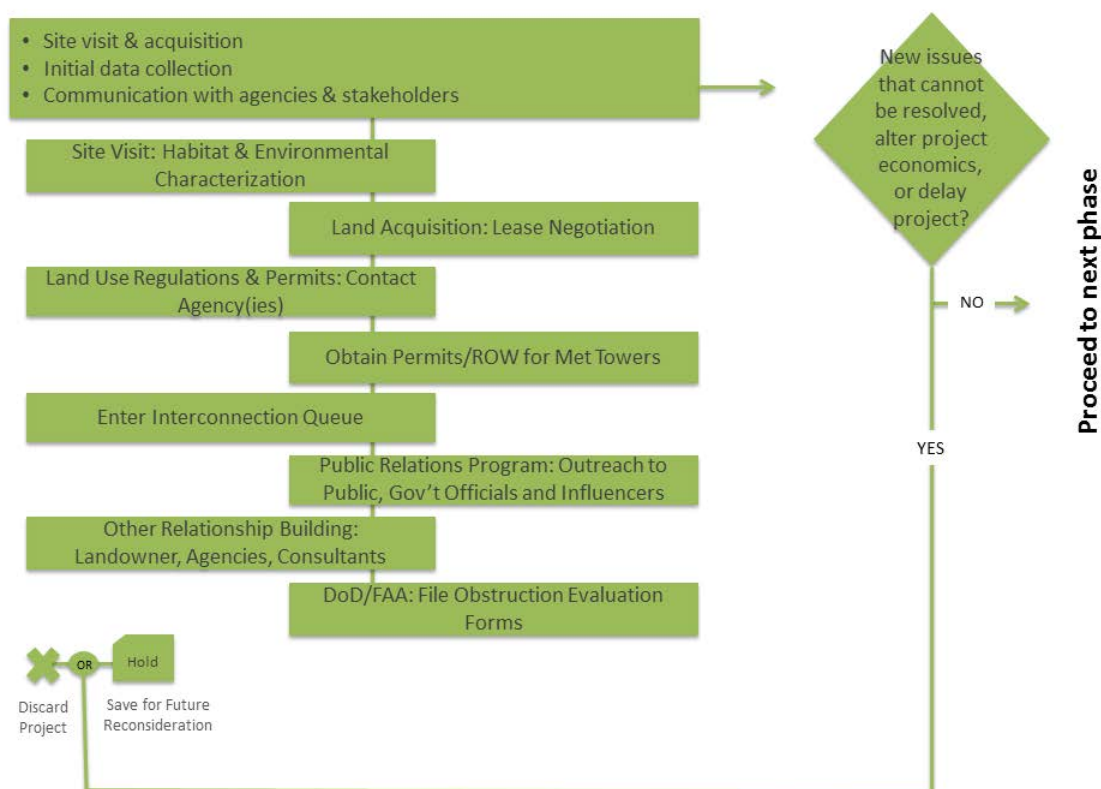 • Site visit & acquisition
• Initial data collection
• Communication with agencies & stakeholders
Site Visit: Habitat & Environmental
Characterization
Land Acquisition: Lease Negotiation
Land Use Regulations & Permits: Contact
Agency(ies)
Obtain Permits/ROW for Met Towers
Enter Interconnection Queue
Public Relations Program: Outreach to
Public, Gov’t Officials and Influencers
Other Relationship Building:
Landowner, Agencies, Consultants
DoD/FAA: File Obstruction Evaluation
Forms
New issues
that cannot
be resolved,
alter project
economics,
or delay
project?
NO
Proceed to next phase
YES
OR
Hold
Discard
Project
Save for Future
Reconsideration